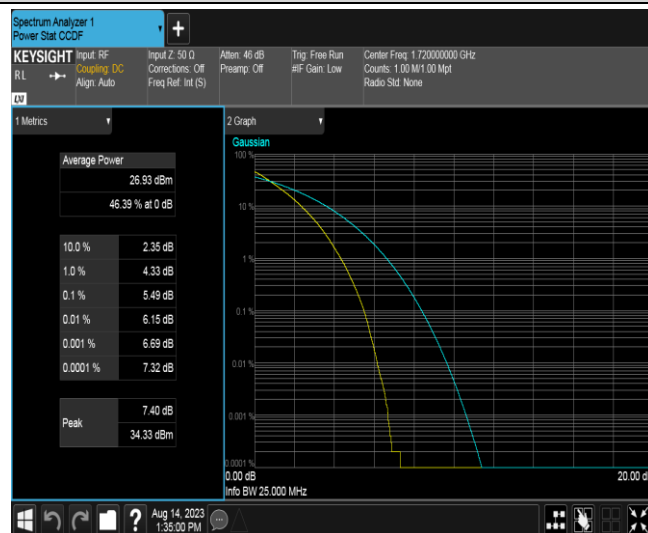 Spectrum Analyzer 1
Power Stat CCDF
+
KEYSIGHT Input: RF Input Z: 50 Ω Atten: 46 dB Trig: Free Run Center Freq: 1.720000000 GHz
RL Coupling: DC Corrections: Off Preamp: Off #IF Gain: Low Counts: 1.00 M/1.00 Mpt
Align: Auto Freq Ref: Int (S) Radio Std: None
LXI
1 Metrics
Average Power
26.93 dBm
46.39 % at 0 dB
10.0 % 2.35 dB
1.0 % 4.33 dB
0.1 % 5.49 dB
0.01 % 6.15 dB
0.001 % 6.69 dB
0.0001 % 7.32 dB
Peak 7.40 dB
34.33 dBm
2 Graph
Gaussian
100 %
10 %
1 %
0.1 %
0.01 %
0.001 %
0.0001 %
0.00 dB 20.00 d
Info BW 25.000 MHz
? Aug 14, 2023
1:35:00 PM